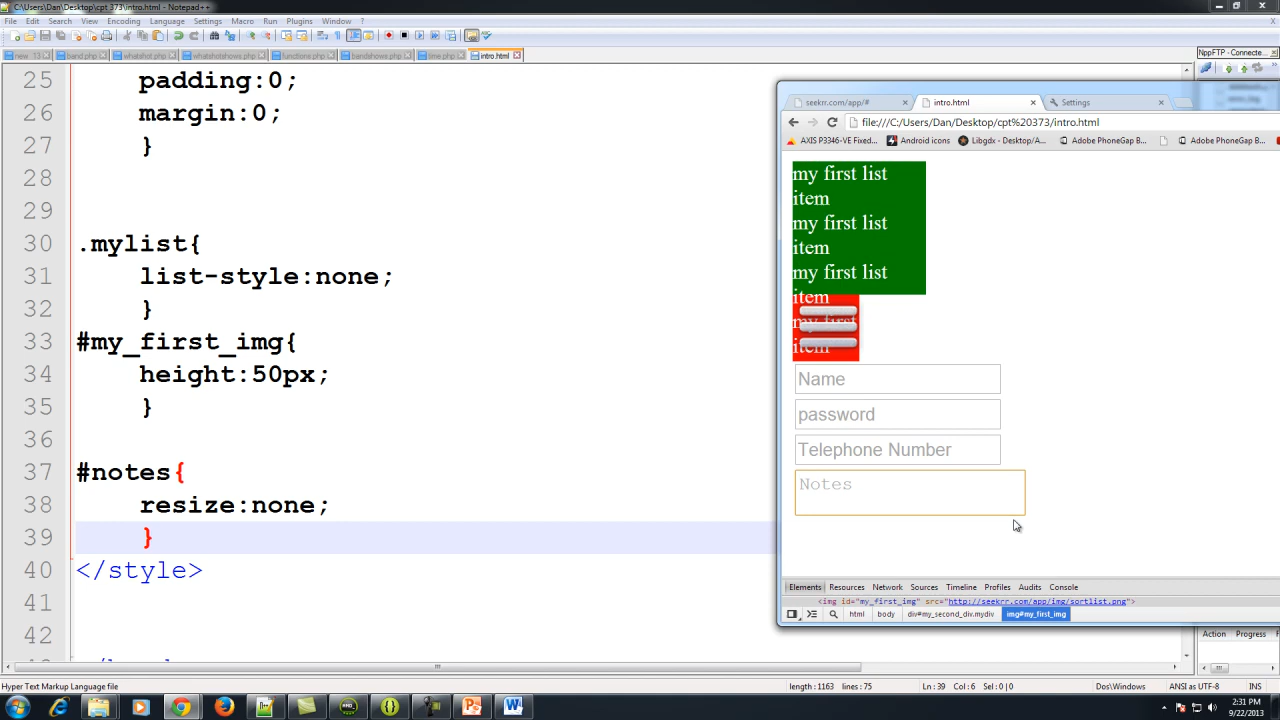 C:\Users\Dan\Desktop\cpt 373\intro.html - Notepad++
File Edit Search View Encoding Language Settings Macro Run Plugins Window ?
new 13 band.php whatshot.php whatshotshows.php functions.php bandshows.php time.php intro.html
NppFTP - Connecte...
25 padding:0;
26 margin:0;
27 }
28
29
30 .mylist{
31 list-style:none;
32 }
33 #my_first_img{
34 height:50px;
35 }
36
37 #notes{
38 resize:none;
39 }
40 </style>
41
42
seekrr.com/app/# intro.html Settings
file:///C:/Users/Dan/Desktop/cpt%20373/intro.html
AXIS P3346-VE Fixed... Android icons Libgdx - Desktop/A... Adobe PhoneGap B... Adobe PhoneGap B...
my first list
item
my first list
item
my first list
item
my first
item
Name
password
Telephone Number
Notes
Elements Resources Network Sources Timeline Profiles Audits Console
<img id="my_first_img" src="http://seekrr.com/app/img/sortlist.png">
html body div#my_second_div.mydiv img#my_first_img
Action Progress
Hyper Text Markup Language file length : 1163 lines : 75 Ln : 39 Col : 6 Sel : 0 | 0 Dos\Windows ANSI as UTF-8 INS
2:31 PM
9/22/2013